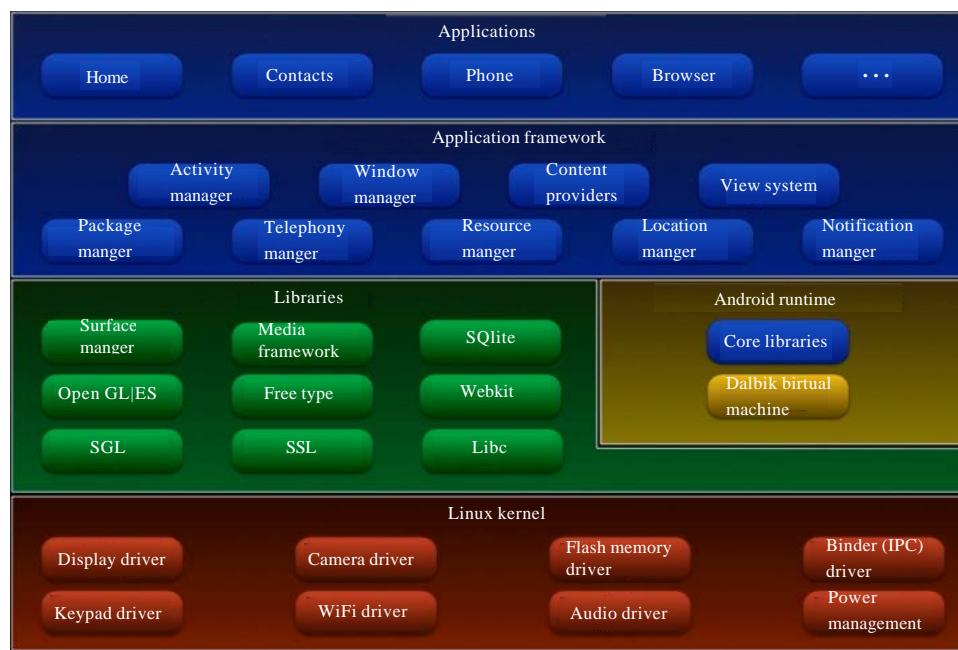 Applications
Home
Contacts
Phone
Browser
...
Application framework
Activity
manager
Window
manager
Content
providers
View system
Package
manger
Telephony
manger
Resource
manger
Location
manger
Notification
manger
Libraries
Surface
manger
Media
framework
SQlite
Open GL|ES
Free type
Webkit
SGL
SSL
Libc
Android runtime
Core libraries
Dalbik birtual
machine
Linux kernel
Display driver
Camera driver
Flash memory
driver
Binder (IPC)
driver
Keypad driver
WiFi driver
Audio driver
Power
management